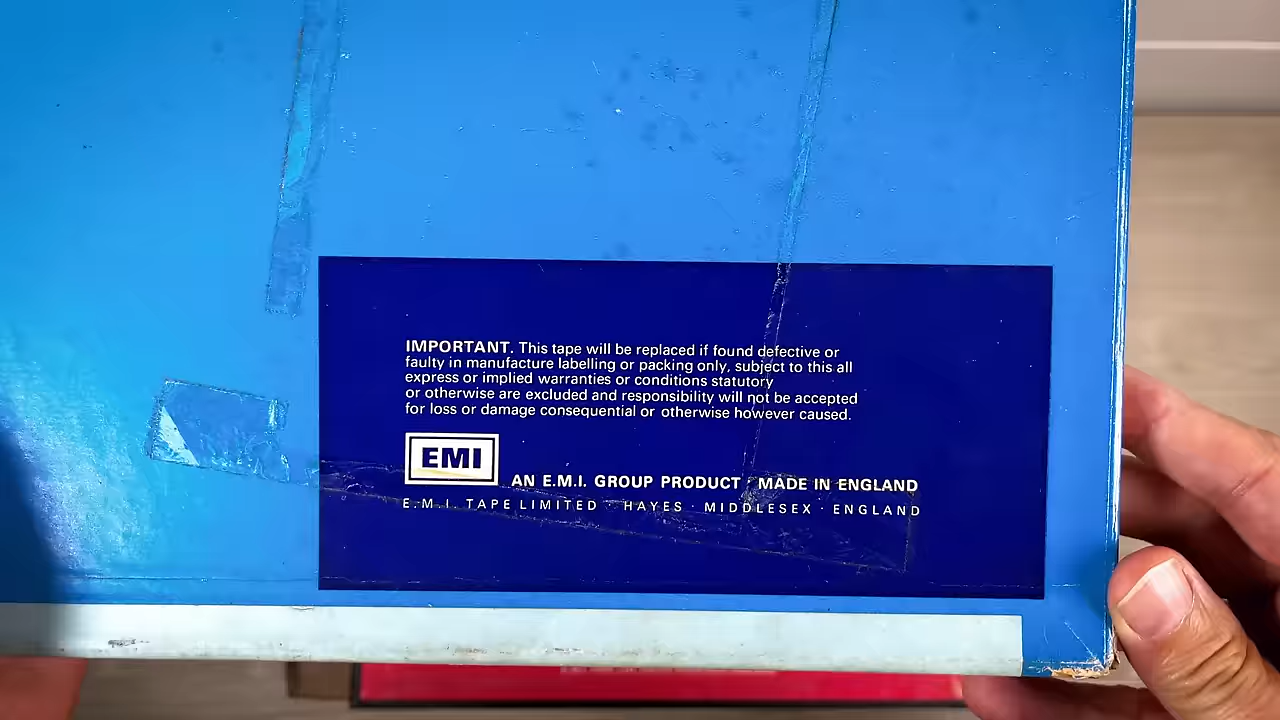 IMPORTANT. This tape will be replaced if found defective or
faulty in manufacture labelling or packing only, subject to this all
express or implied warranties or conditions statutory
or otherwise are excluded and responsibility will not be accepted
for loss or damage consequential or otherwise however caused.
EMI
AN E.M.I. GROUP PRODUCT · MADE IN ENGLAND
E.M.I. TAPE LIMITED · HAYES · MIDDLESEX · ENGLAND